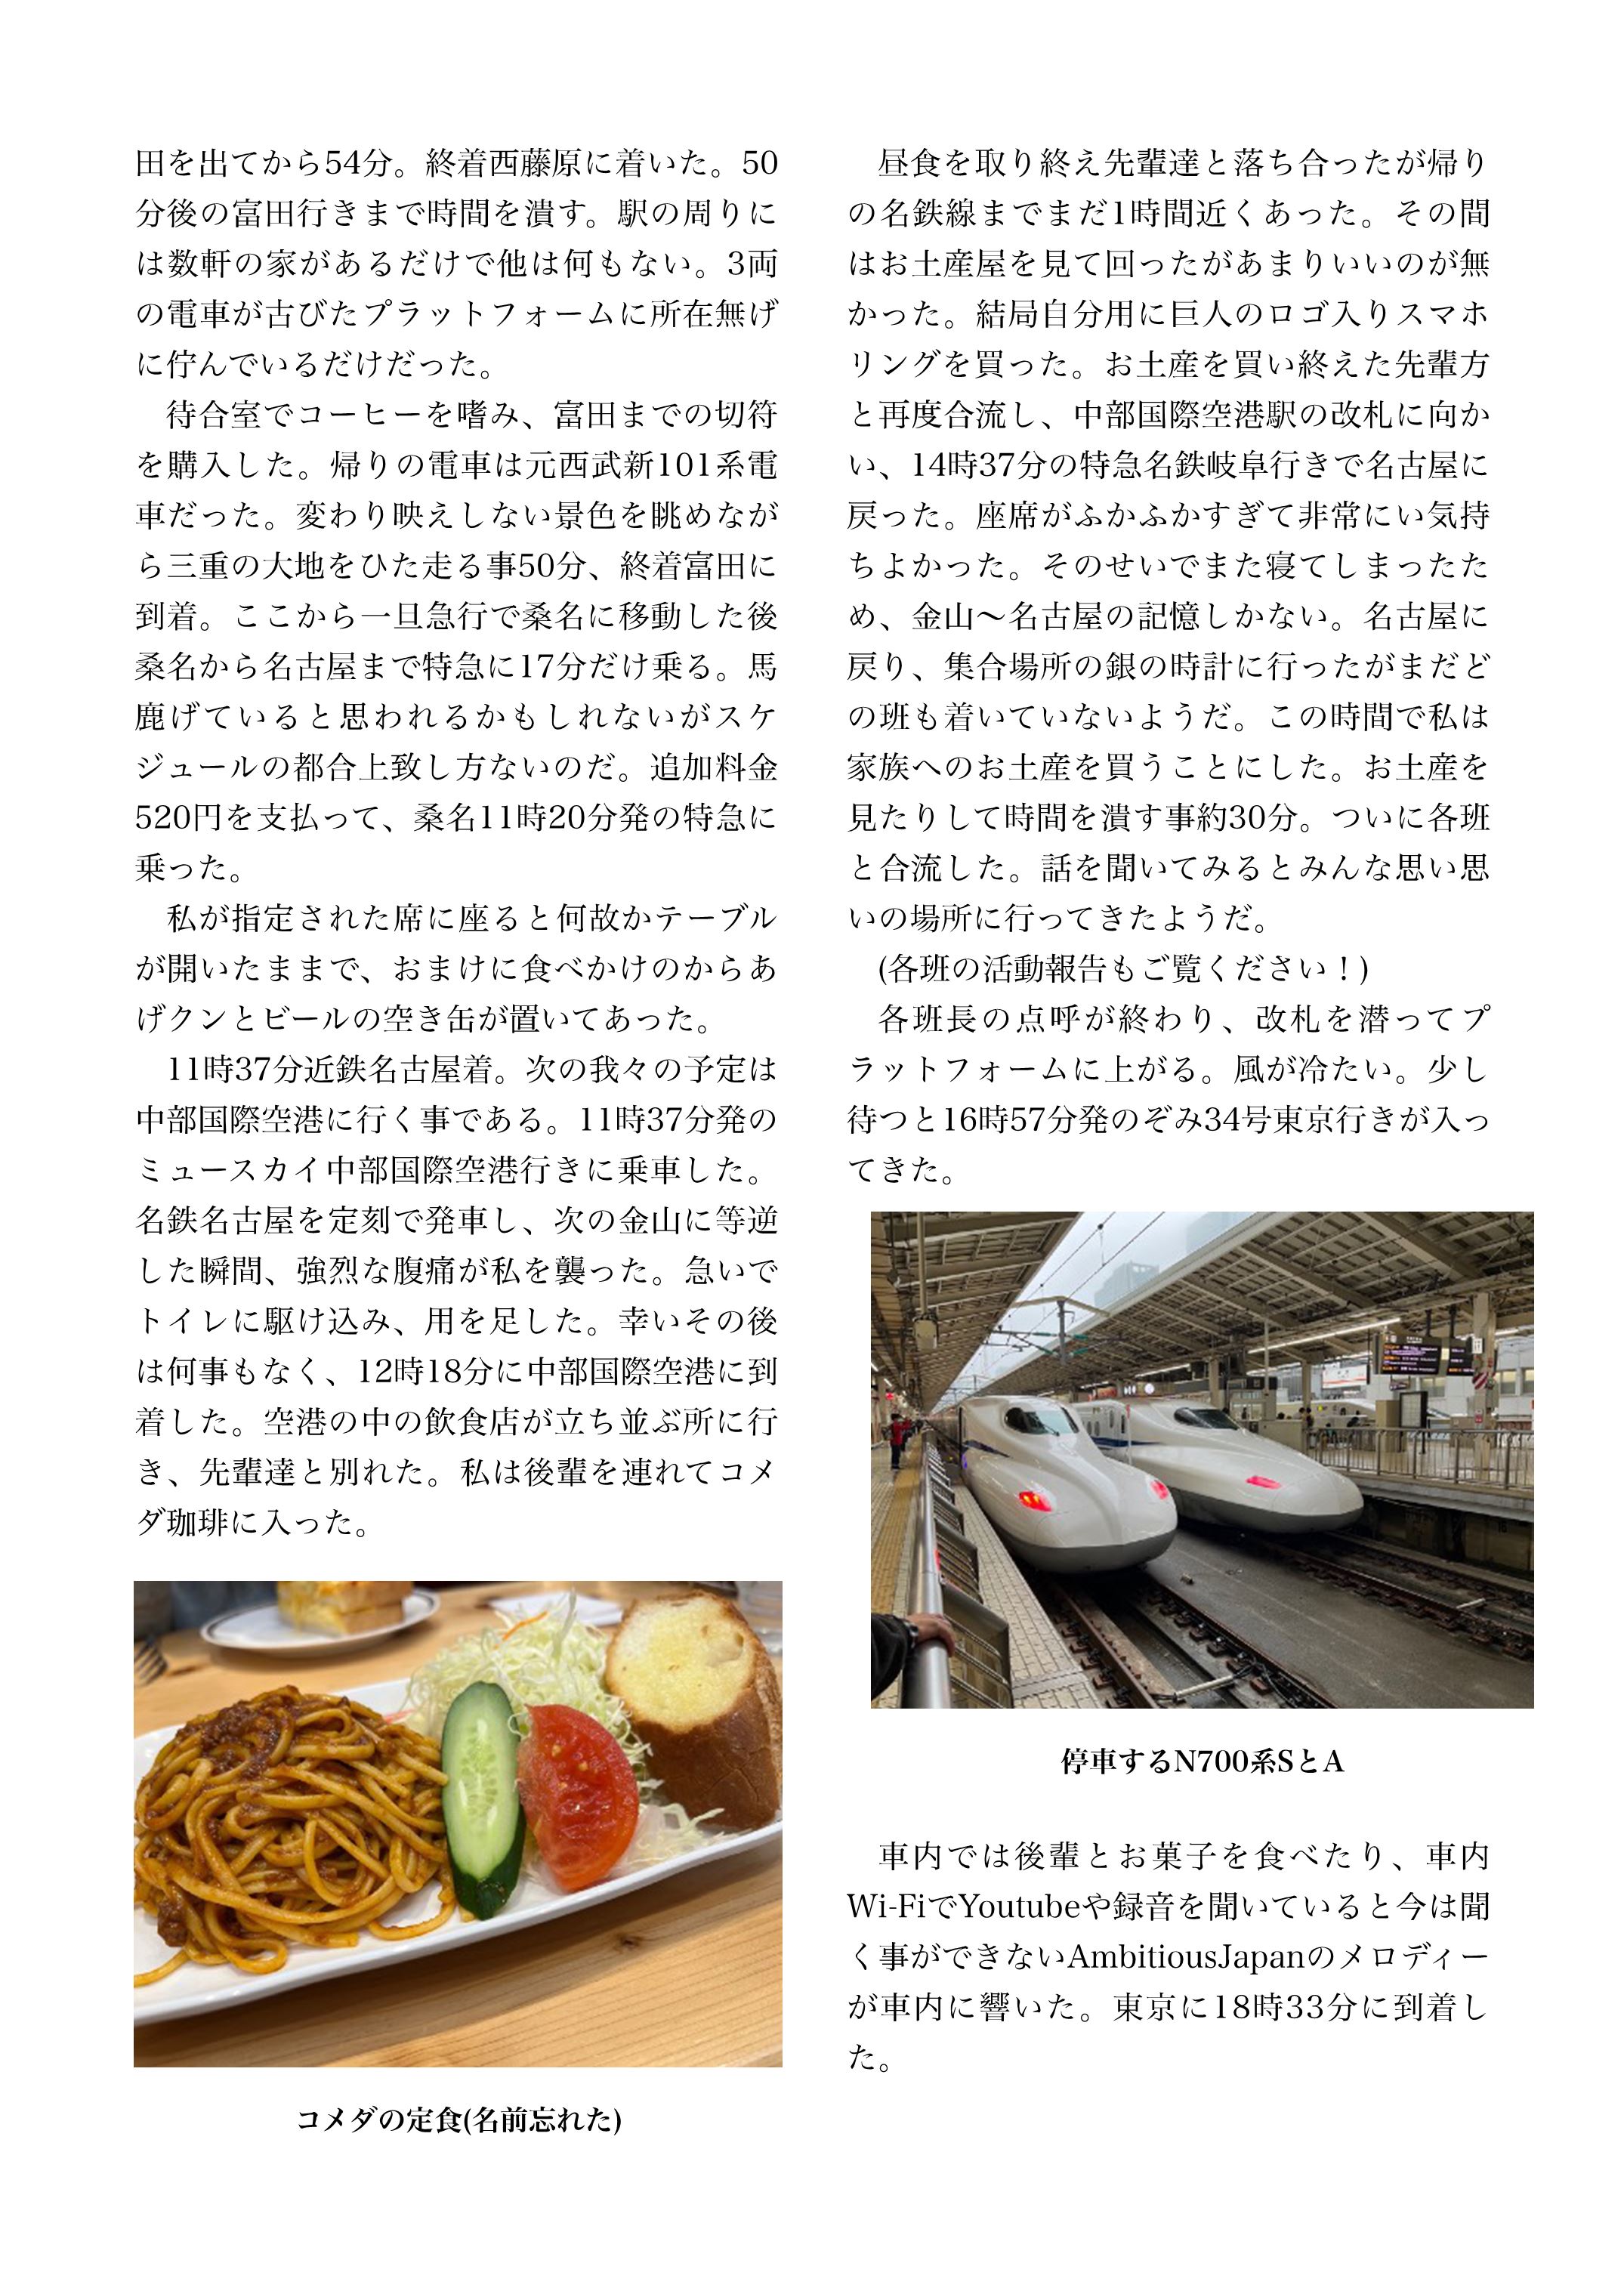 田を出てから54分。終着西藤原に着いた。50
分後の富田行きまで時間を潰す。駅の周りに
は数軒の家があるだけで他は何もない。3両
の電車が古びたプラットフォームに所在無げ
に佇んでいるだけだった。
待合室でコーヒーを嗜み、富田までの切符
を購入した。帰りの電車は元西武新101系電
車だった。変わり映えしない景色を眺めなが
ら三重の大地をひた走る事50分、終着富田に
到着。ここから一旦急行で桑名に移動した後
桑名から名古屋まで特急に17分だけ乗る。馬
鹿げていると思われるかもしれないがスケ
ジュールの都合上致し方ないのだ。追加料金
520円を支払って、桑名11時20分発の特急に
乗った。
私が指定された席に座ると何故かテーブル
が開いたままで、おまけに食べかけのからあ
げクンとビールの空き缶が置いてあった。
11時37分近鉄名古屋着。次の我々の予定は
中部国際空港に行く事である。11時37分発の
ミュースカイ中部国際空港行きに乗車した。
名鉄名古屋を定刻で発車し、次の金山に等逆
した瞬間、強烈な腹痛が私を襲った。急いで
トイレに駆け込み、用を足した。幸いその後
は何事もなく、12時18分に中部国際空港に到
着した。空港の中の飲食店が立ち並ぶ所に行
き、先輩達と別れた。私は後輩を連れてコメ
ダ珈琲に入った。
コメダの定食(名前忘れた)
昼食を取り終え先輩達と落ち合ったが帰り
の名鉄線までまだ1時間近くあった。その間
はお土産屋を見て回ったがあまりいいのが無
かった。結局自分用に巨人のロゴ入りスマホ
リングを買った。お土産を買い終えた先輩方
と再度合流し、中部国際空港駅の改札に向か
い、14時37分の特急名鉄岐阜行きで名古屋に
戻った。座席がふかふかすぎて非常にい気持
ちよかった。そのせいでまた寝てしまったた
め、金山〜名古屋の記憶しかない。名古屋に
戻り、集合場所の銀の時計に行ったがまだど
の班も着いていないようだ。この時間で私は
家族へのお土産を買うことにした。お土産を
見たりして時間を潰す事約30分。ついに各班
と合流した。話を聞いてみるとみんな思い思
いの場所に行ってきたようだ。
(各班の活動報告もご覧ください！)
各班長の点呼が終わり、改札を潜ってプ
ラットフォームに上がる。風が冷たい。少し
待つと16時57分発のぞみ34号東京行きが入っ
てきた。
停車するN700系SとA
車内では後輩とお菓子を食べたり、車内
Wi-FiでYoutubeや録音を聞いていると今は聞
く事ができないAmbitiousJapanのメロディー
が車内に響いた。東京に18時33分に到着し
た。